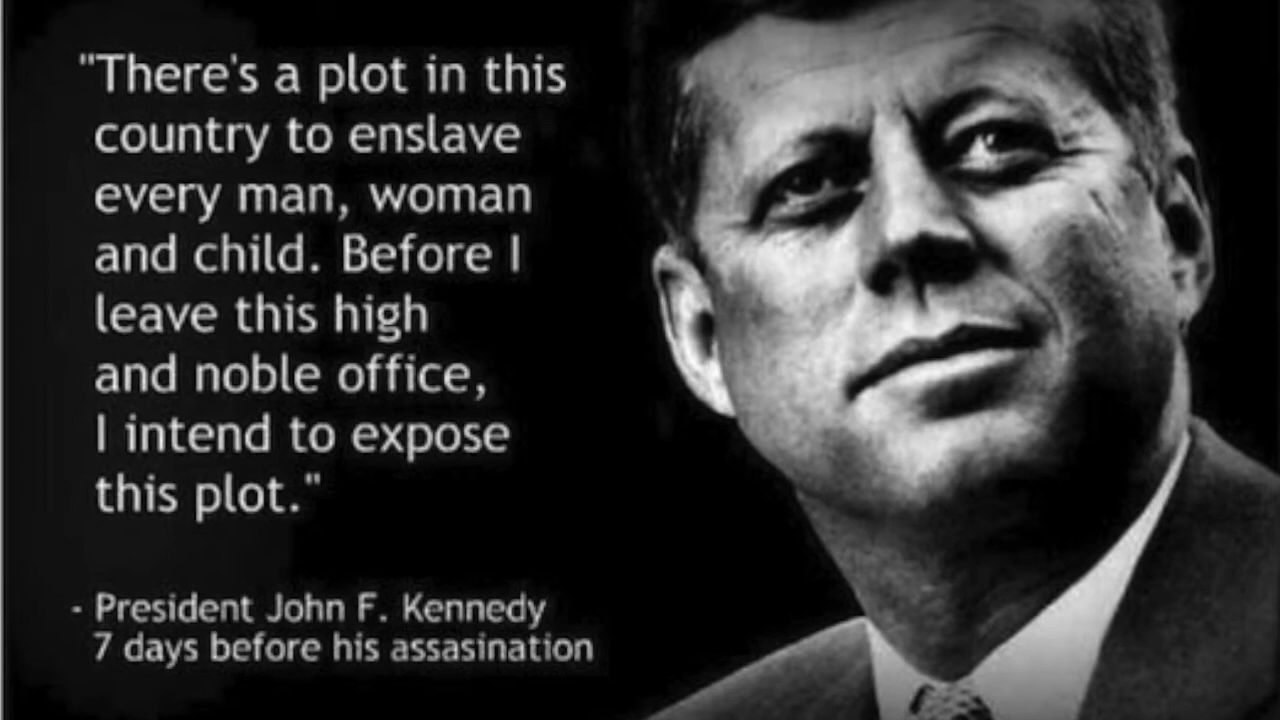 "There's a plot in this
country to enslave
every man, woman
and child. Before I
leave this high
and noble office,
I intend to expose
this plot."
- President John F. Kennedy
7 days before his assasination